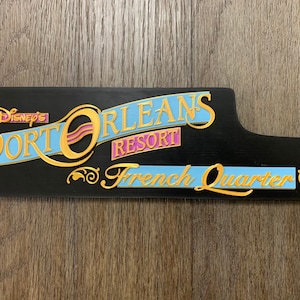 Disney's
PORT ORLEANS
RESORT
French Quarter